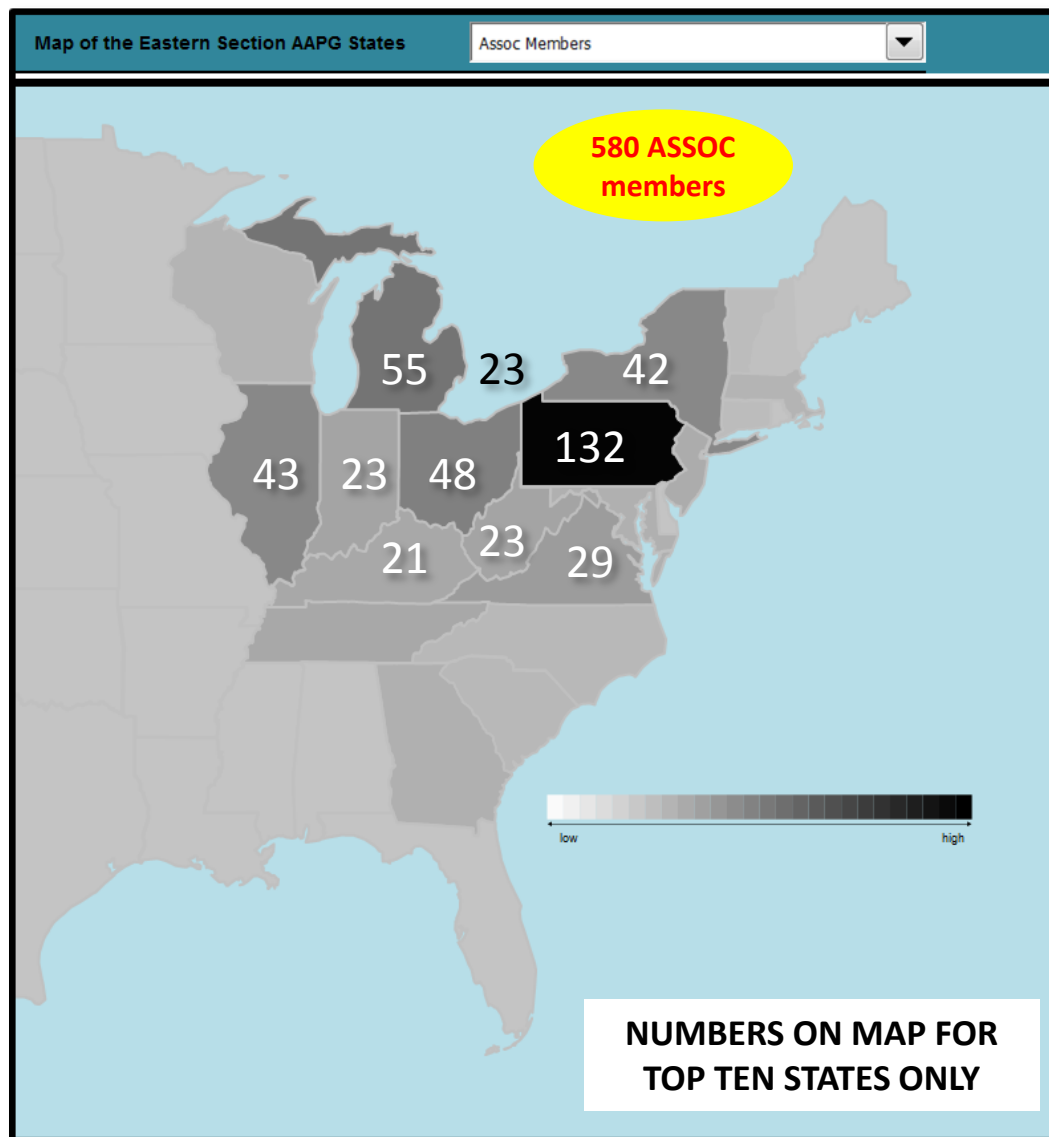 Map of the Eastern Section AAPG States
Assoc Members
580 ASSOC
members
55
23
42
132
43
23
48
23
21
29
low
high
NUMBERS ON MAP FOR
TOP TEN STATES ONLY